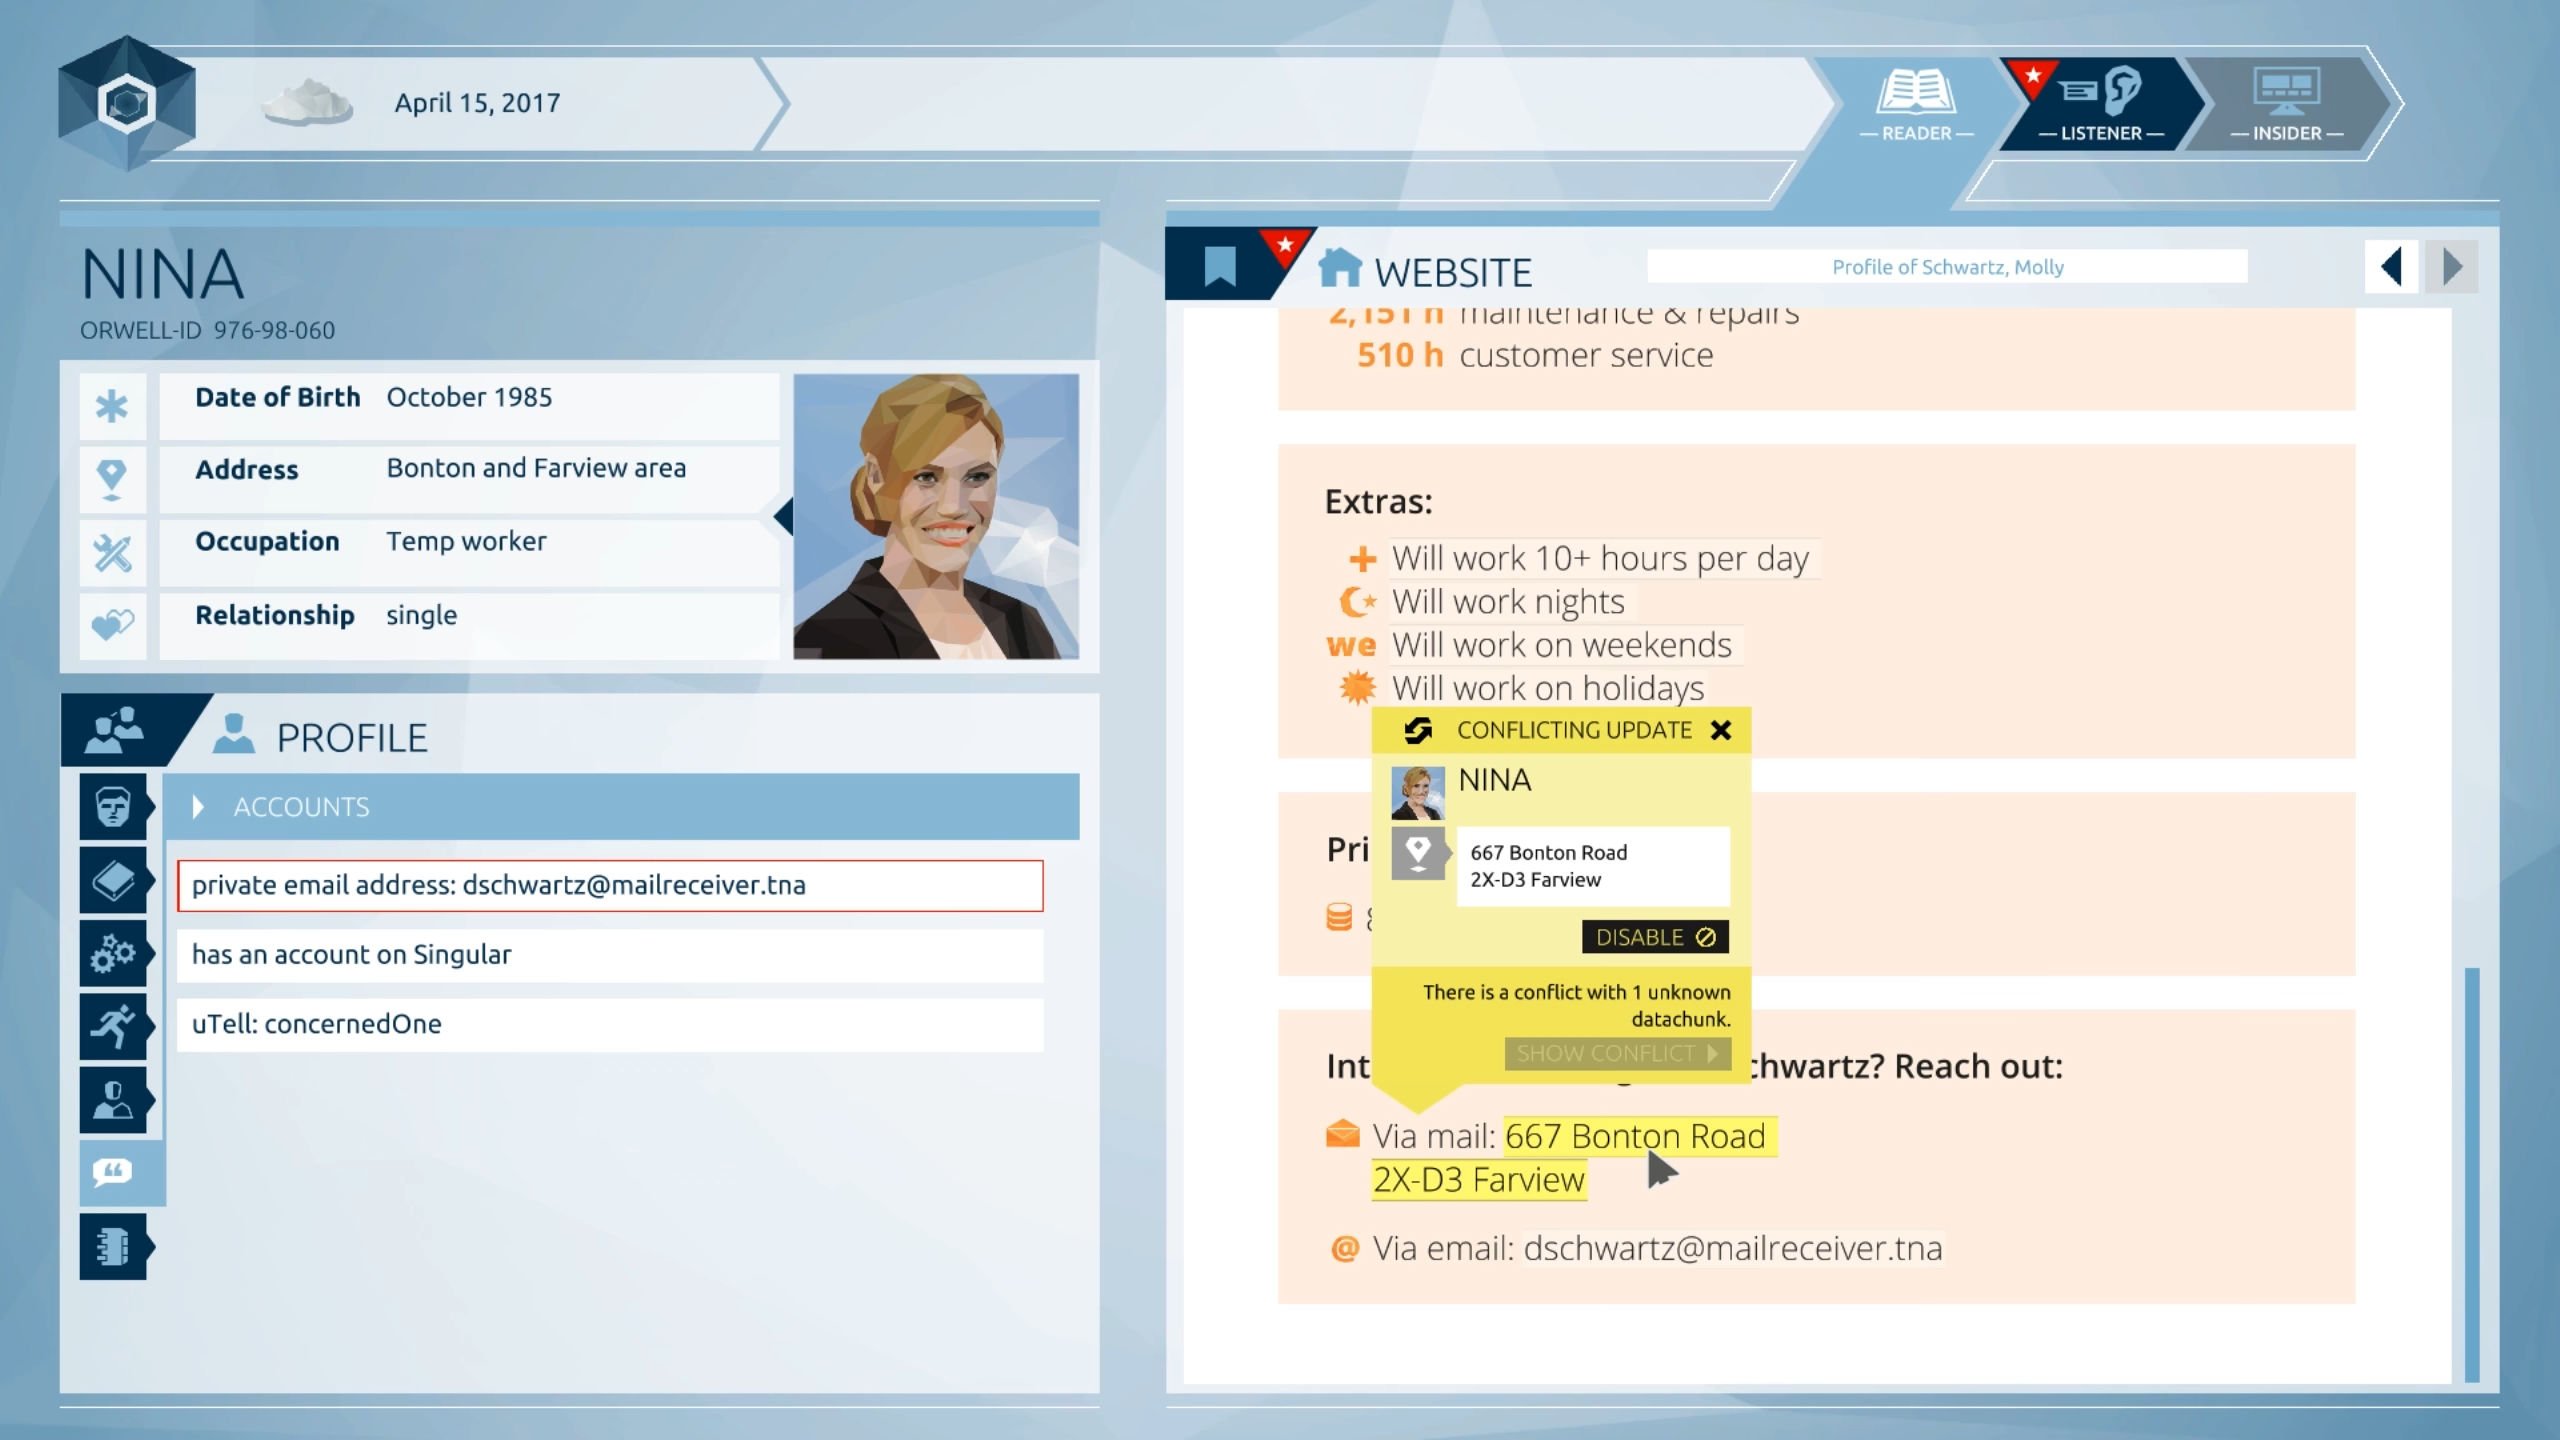 April 15, 2017
READER
LISTENER
INSIDER
NINA
ORWELL-ID 976-98-060
Date of Birth October 1985
Address Bonton and Farview area
Occupation Temp worker
Relationship single
PROFILE
ACCOUNTS
private email address: dschwartz@mailreceiver.tna
has an account on Singular
uTell: concernedOne
WEBSITE
Profile of Schwartz, Molly
2,151 h maintenance & repairs
510 h customer service
Extras:
Will work 10+ hours per day
Will work nights
we Will work on weekends
Will work on holidays
CONFLICTING UPDATE
NINA
667 Bonton Road
2X-D3 Farview
DISABLE
There is a conflict with 1 unknown
datachunk.
SHOW CONFLICT
Reach out:
Via mail: 667 Bonton Road
2X-D3 Farview
@ Via email: dschwartz@mailreceiver.tna